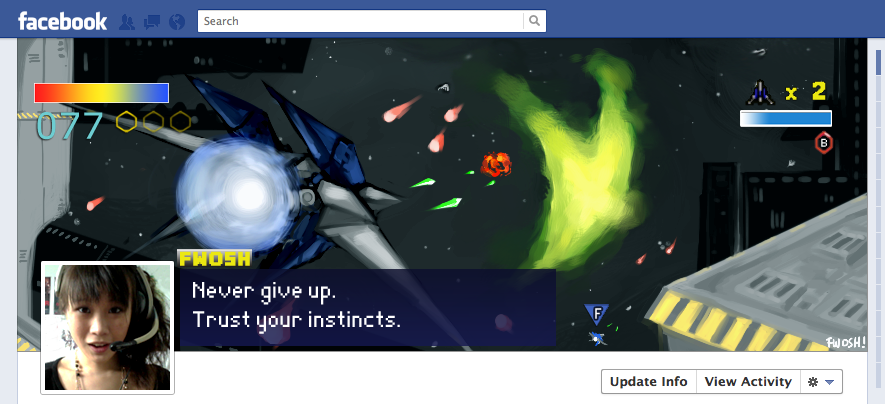 facebook
Search
077
x 2
B
FWOSH
Never give up.
Trust your instincts.
F
FWOSH!
Update Info
View Activity